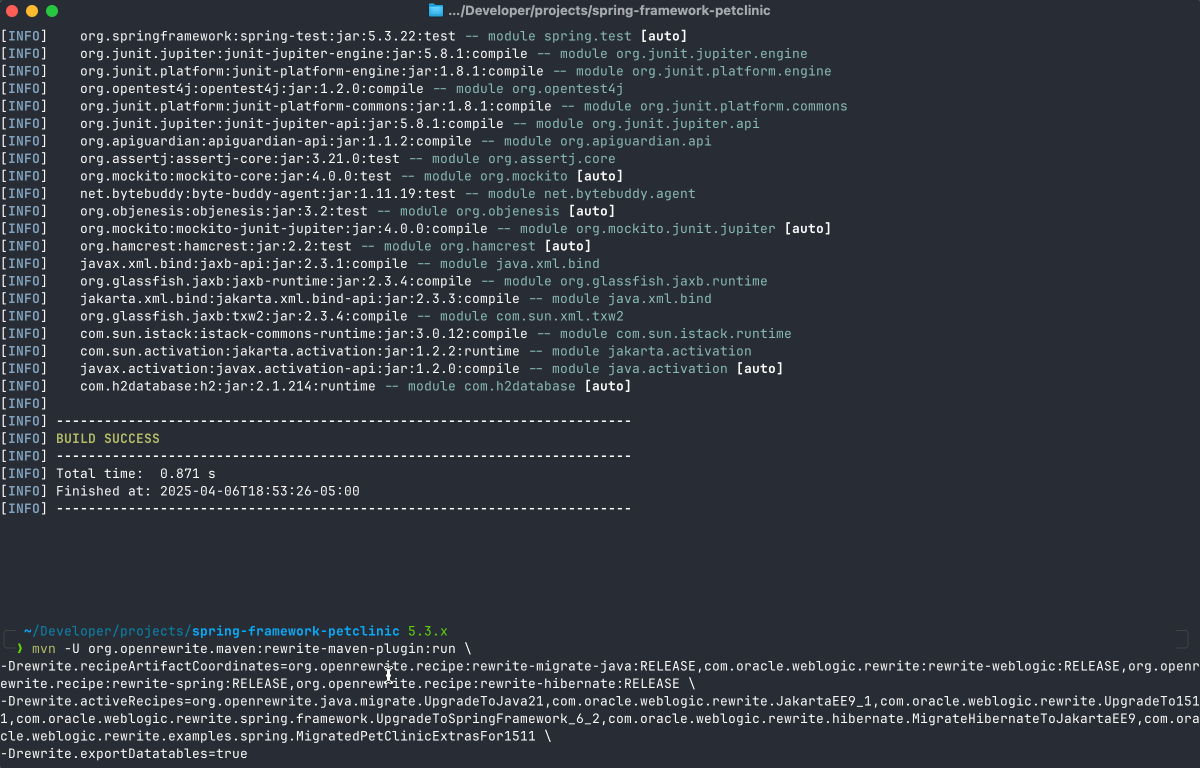 .../Developer/projects/spring-framework-petclinic
[INFO]    org.springframework:spring-test:jar:5.3.22:test -- module spring.test [auto]
[INFO]    org.junit.jupiter:junit-jupiter-engine:jar:5.8.1:compile -- module org.junit.jupiter.engine
[INFO]    org.junit.platform:junit-platform-engine:jar:1.8.1:compile -- module org.junit.platform.engine
[INFO]    org.opentest4j:opentest4j:jar:1.2.0:compile -- module org.opentest4j
[INFO]    org.junit.platform:junit-platform-commons:jar:1.8.1:compile -- module org.junit.platform.commons
[INFO]    org.junit.jupiter:junit-jupiter-api:jar:5.8.1:compile -- module org.junit.jupiter.api
[INFO]    org.apiguardian:apiguardian-api:jar:1.1.2:compile -- module org.apiguardian.api
[INFO]    org.assertj:assertj-core:jar:3.21.0:test -- module org.assertj.core
[INFO]    org.mockito:mockito-core:jar:4.0.0:test -- module org.mockito [auto]
[INFO]    net.bytebuddy:byte-buddy-agent:jar:1.11.19:test -- module net.bytebuddy.agent
[INFO]    org.objenesis:objenesis:jar:3.2:test -- module org.objenesis [auto]
[INFO]    org.mockito:mockito-junit-jupiter:jar:4.0.0:compile -- module org.mockito.junit.jupiter [auto]
[INFO]    org.hamcrest:hamcrest:jar:2.2:test -- module org.hamcrest [auto]
[INFO]    javax.xml.bind:jaxb-api:jar:2.3.1:compile -- module java.xml.bind
[INFO]    org.glassfish.jaxb:jaxb-runtime:jar:2.3.4:compile -- module org.glassfish.jaxb.runtime
[INFO]    jakarta.xml.bind:jakarta.xml.bind-api:jar:2.3.3:compile -- module java.xml.bind
[INFO]    org.glassfish.jaxb:txw2:jar:2.3.4:compile -- module com.sun.xml.txw2
[INFO]    com.sun.istack:istack-commons-runtime:jar:3.0.12:compile -- module com.sun.istack.runtime
[INFO]    com.sun.activation:jakarta.activation:jar:1.2.2:runtime -- module jakarta.activation
[INFO]    javax.activation:javax.activation-api:jar:1.2.0:compile -- module java.activation [auto]
[INFO]    com.h2database:h2:jar:2.1.214:runtime -- module com.h2database [auto]
[INFO]
[INFO] ------------------------------------------------------------------------
[INFO] BUILD SUCCESS
[INFO] ------------------------------------------------------------------------
[INFO] Total time:  0.871 s
[INFO] Finished at: 2025-04-06T18:53:26-05:00
[INFO] ------------------------------------------------------------------------
~/Developer/projects/spring-framework-petclinic 5.3.x
❯ mvn -U org.openrewrite.maven:rewrite-maven-plugin:run \
-Drewrite.recipeArtifactCoordinates=org.openrewrite.recipe:rewrite-migrate-java:RELEASE,com.oracle.weblogic.rewrite:rewrite-weblogic:RELEASE,org.openr
ewrite.recipe:rewrite-spring:RELEASE,org.openrewrite.recipe:rewrite-hibernate:RELEASE \
-Drewrite.activeRecipes=org.openrewrite.java.migrate.UpgradeToJava21,com.oracle.weblogic.rewrite.JakartaEE9_1,com.oracle.weblogic.rewrite.UpgradeTo151
1,com.oracle.weblogic.rewrite.spring.framework.UpgradeToSpringFramework_6_2,com.oracle.weblogic.rewrite.hibernate.MigrateHibernateToJakartaEE9,com.ora
cle.weblogic.rewrite.examples.spring.MigratedPetClinicExtrasFor1511 \
-Drewrite.exportDatatables=true